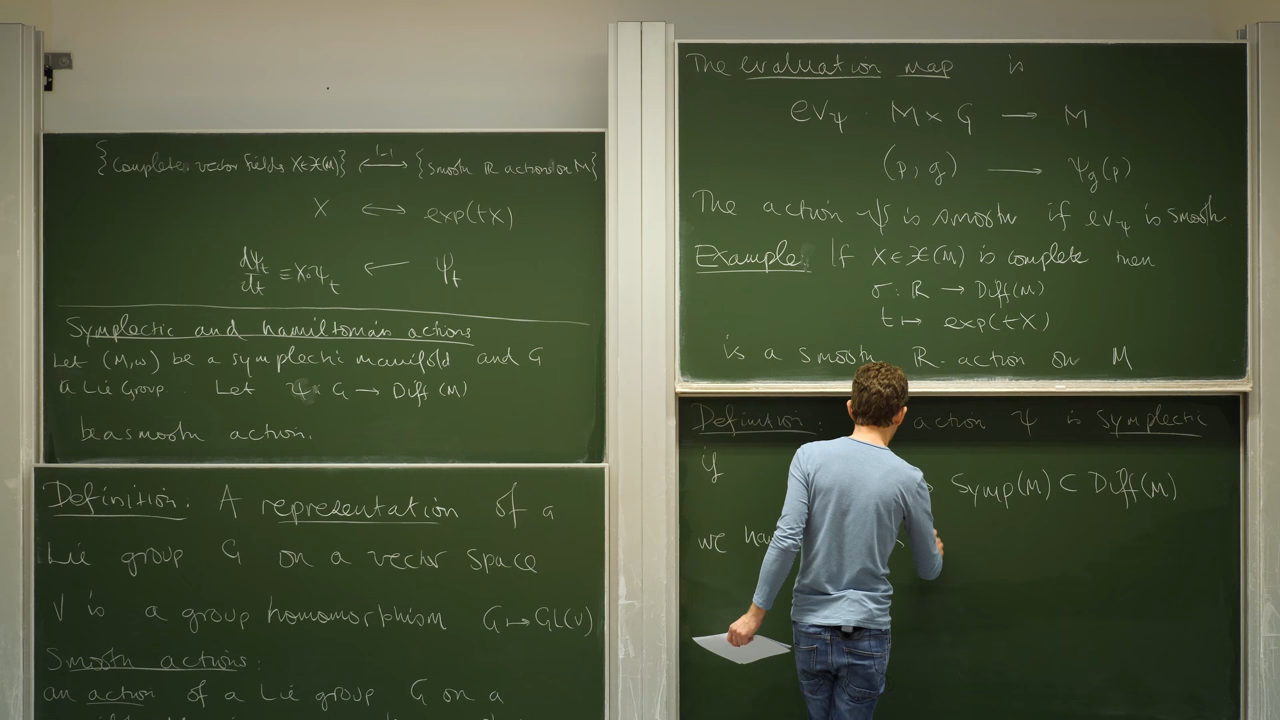 {Complete vector fields X∈𝔛(M)} ⟷ 1-1 {Smooth ℝ actions on M}
X ⟷ exp(tX)
dψ_t/dt = X∘ψ_t ⟵ ψ_t
Symplectic and hamiltonian actions
Let (M,ω) be a symplectic manifold and G
a Lie Group Let ψ: G → Diff(M)
be a smooth action.
Definition. A representation of a
Lie group G on a vector space
V is a group homomorphism G ↦ GL(V)
Smooth actions:
an action of a Lie group G on a
The evaluation map is
ev_ψ : M × G → M
(p, g) → ψ_g(p)
The action ψ is smooth if ev_ψ is smooth
Example: If X∈𝔛(M) is complete then
σ: ℝ → Diff(M)
t ↦ exp(tX)
is a smooth ℝ-action on M
Definition. action ψ is symplectic
if Symp(M) ⊂ Diff(M)
we